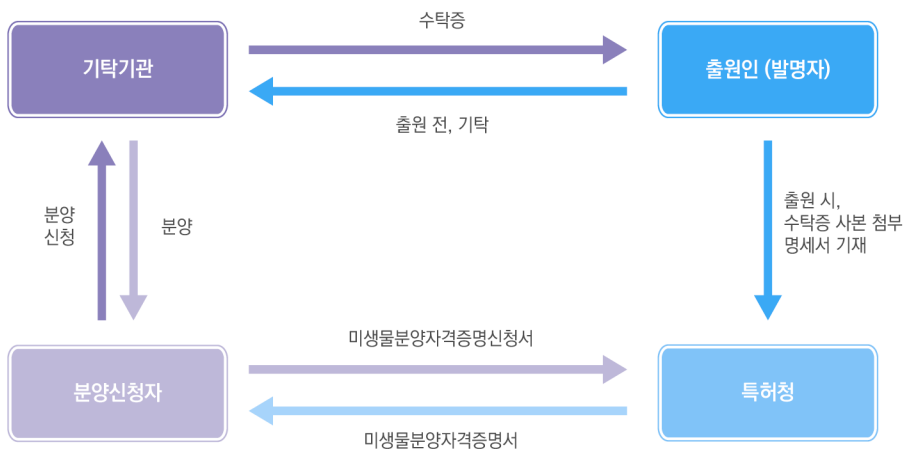 수탁증
기탁기관
출원인 (발명자)
출원 전, 기탁
분양
신청
분양
출원 시,
수탁증 사본 첨부
명세서 기재
미생물분양자격증명신청서
분양신청자
특허청
미생물분양자격증명서